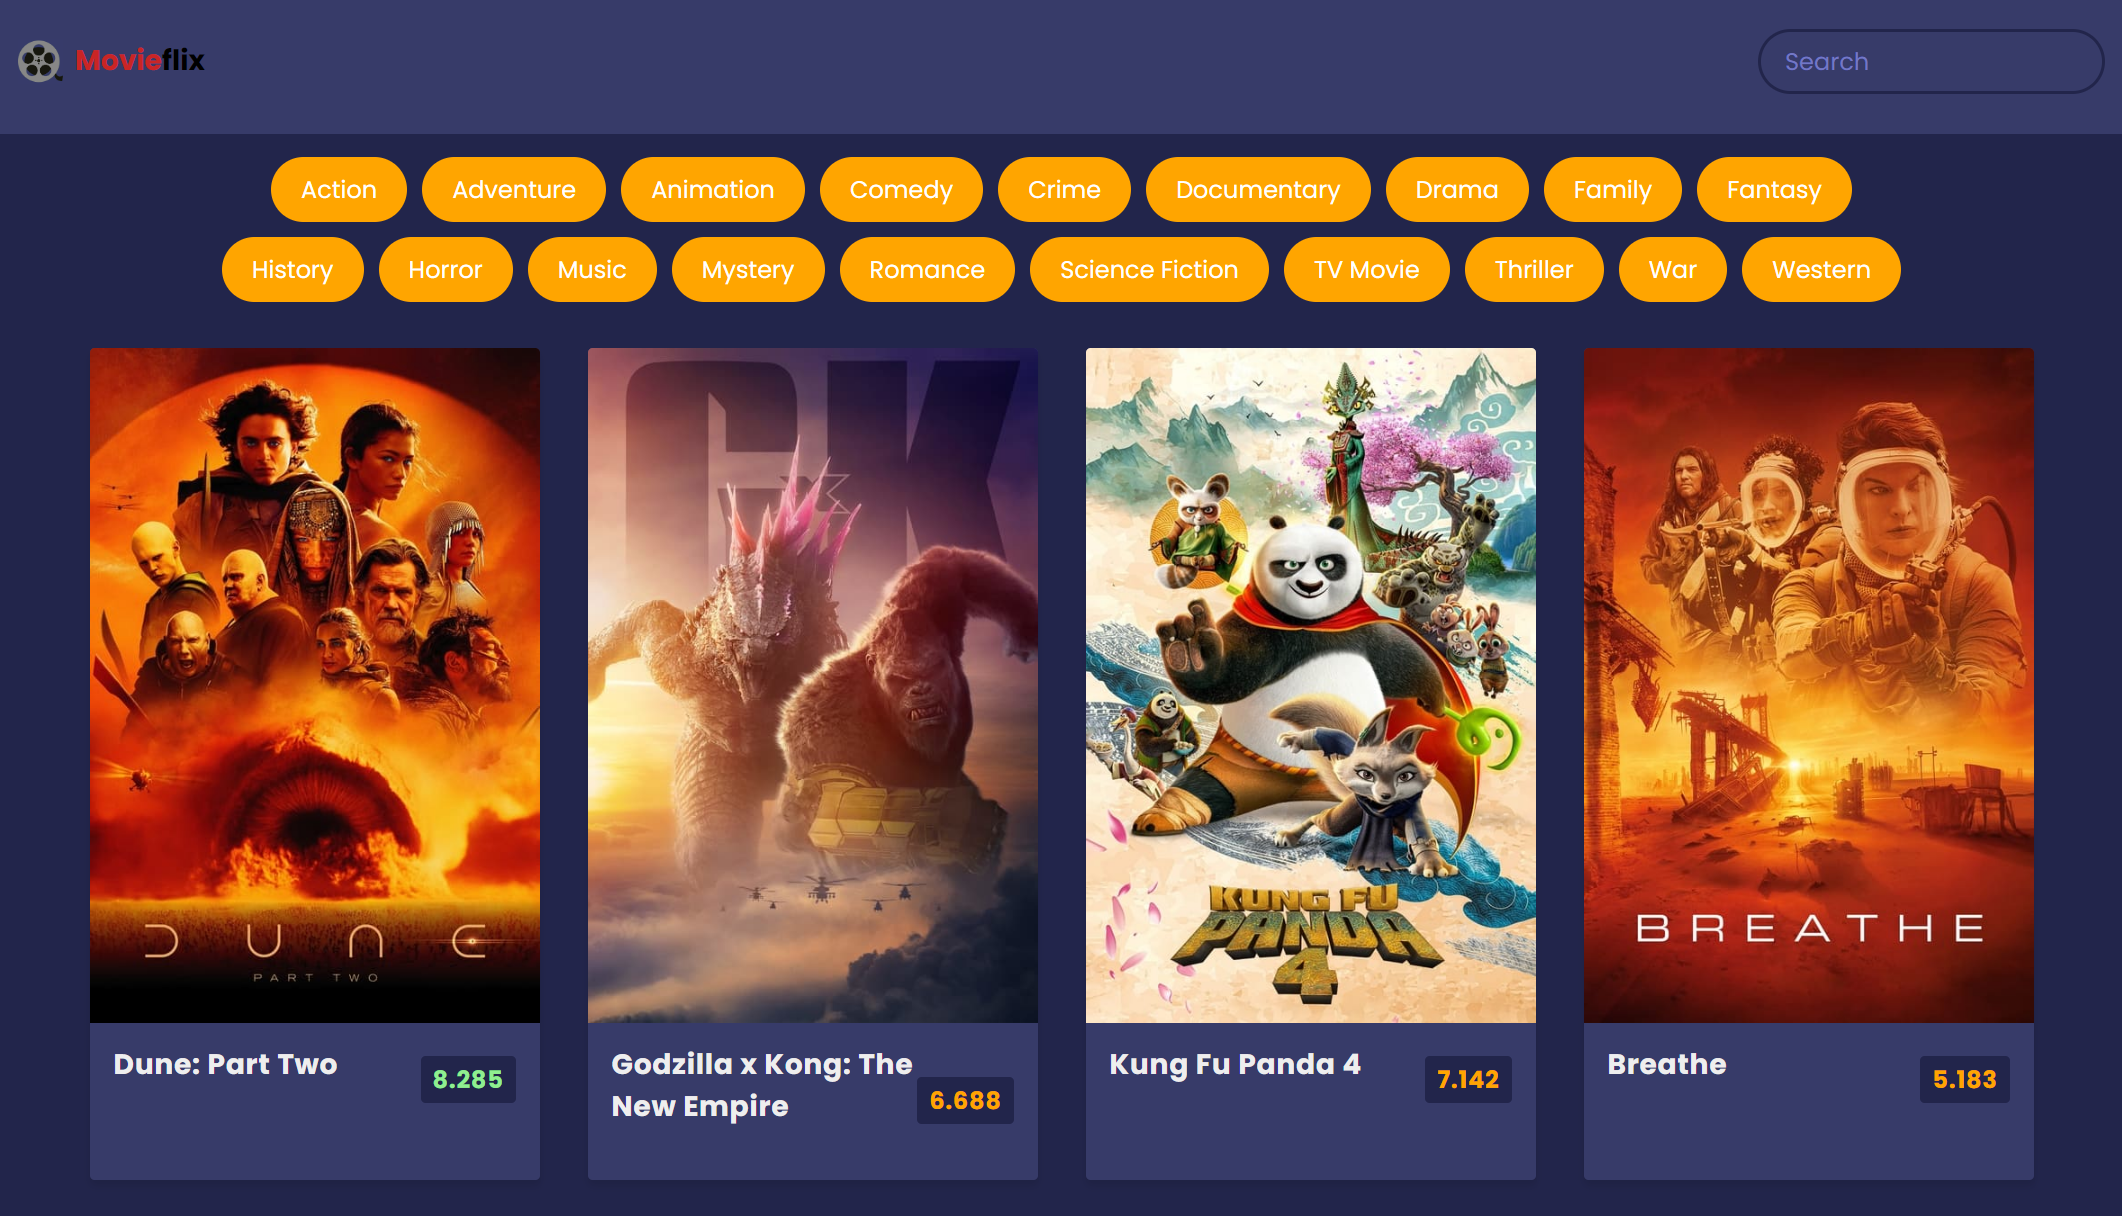 Movieflix
Search
Action
Adventure
Animation
Comedy
Crime
Documentary
Drama
Family
Fantasy
History
Horror
Music
Mystery
Romance
Science Fiction
TV Movie
Thriller
War
Western
DUNE
PART TWO
GK
x
KUNG FU
PANDA
4
BREATHE
Dune: Part Two
8.285
Godzilla x Kong: The
New Empire
6.688
Kung Fu Panda 4
7.142
Breathe
5.183